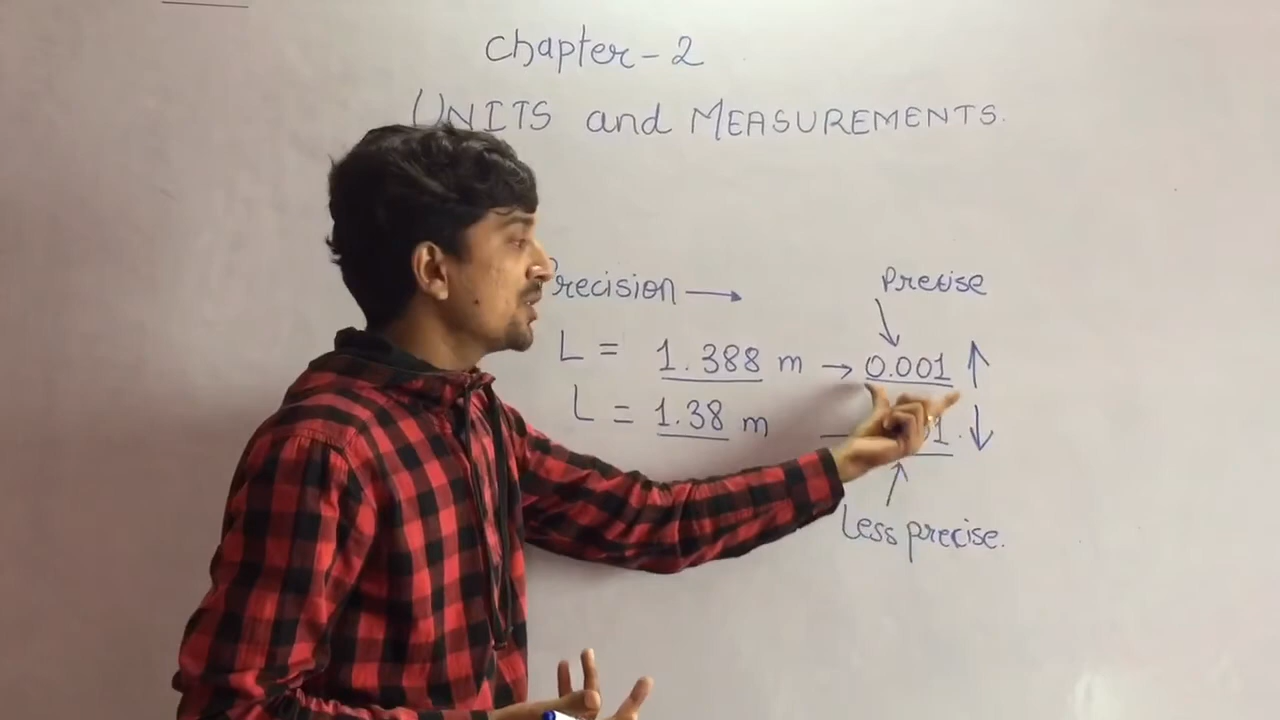 Chapter-2
UNITS and MEASUREMENTS.
Precision →
Precise
L = 1.388 m → 0.001 ↑
L = 1.38 m ↓
Less precise.